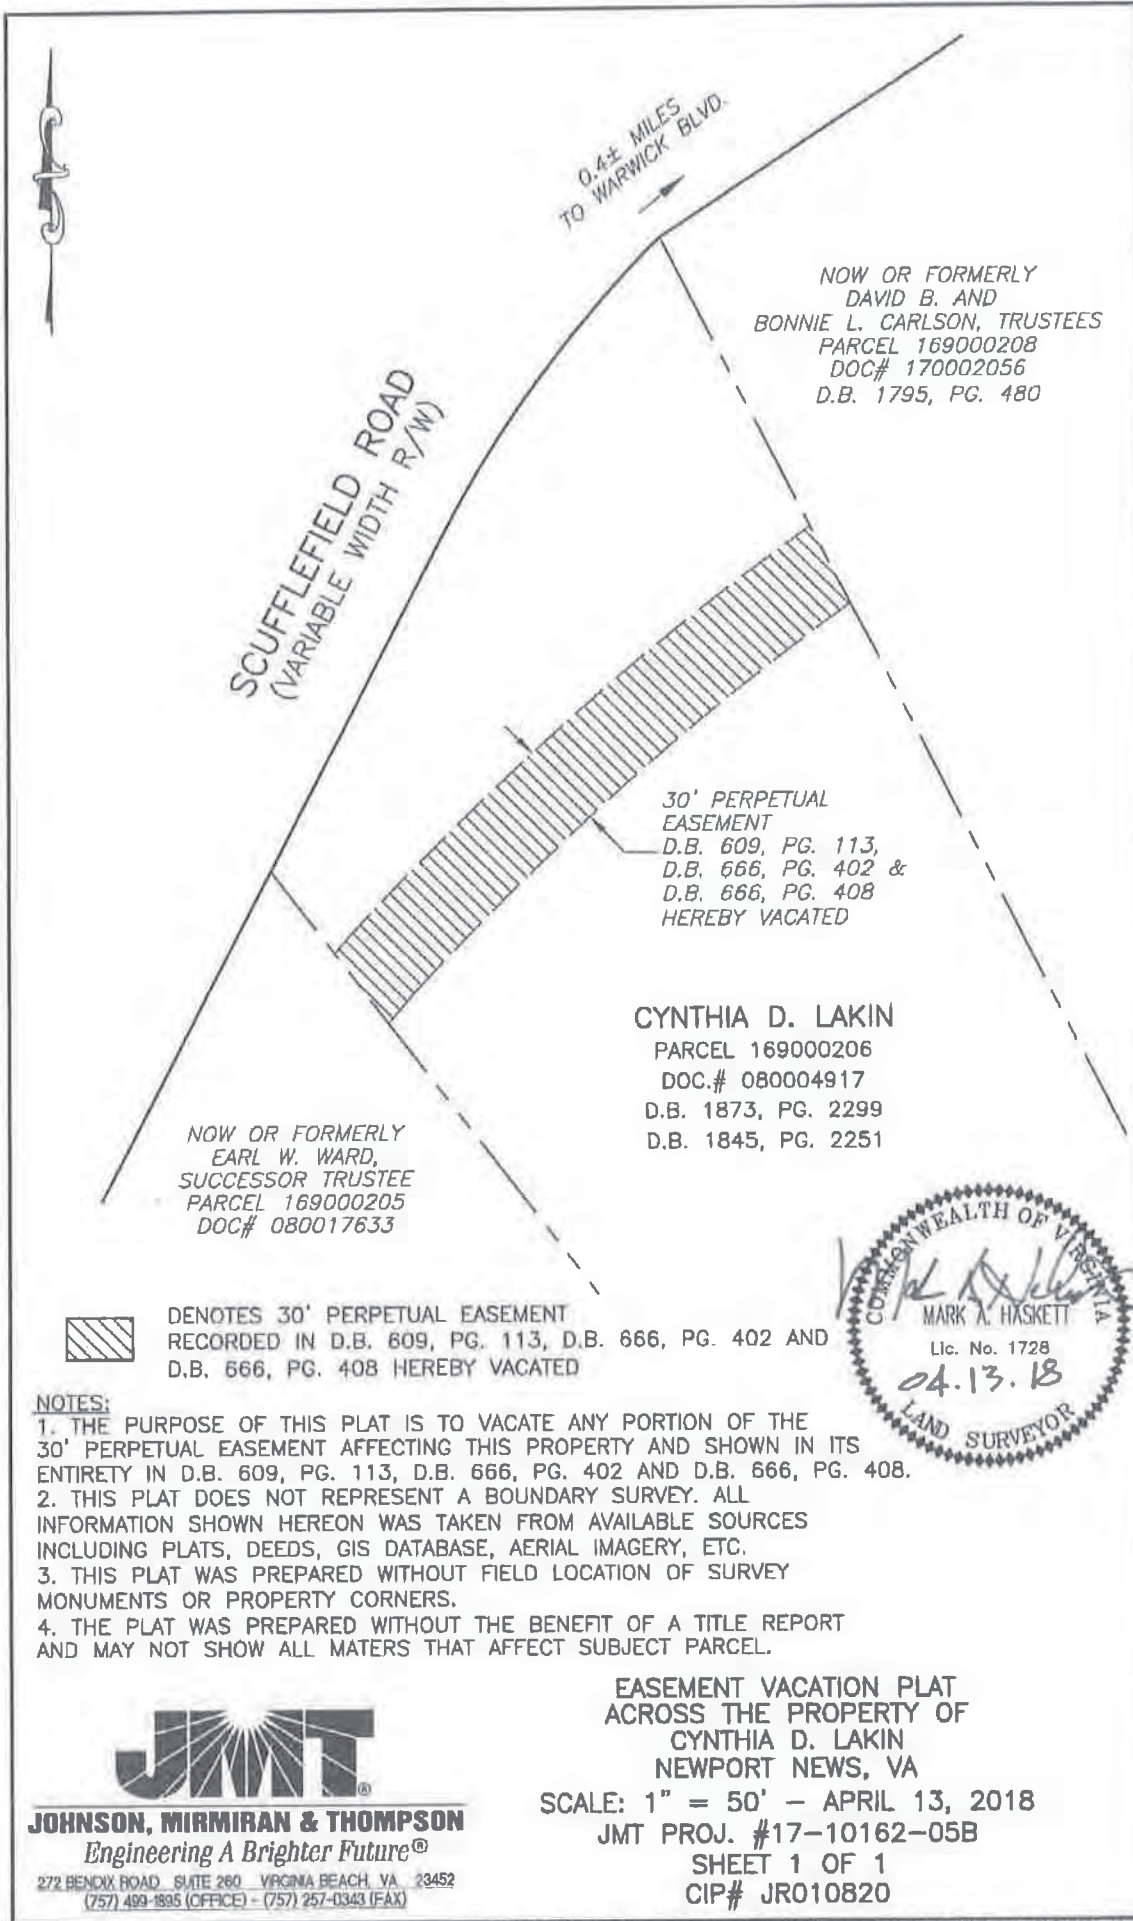 0.4± MILES
TO WARWICK BLVD.
NOW OR FORMERLY
DAVID B. AND
BONNIE L. CARLSON, TRUSTEES
PARCEL 169000208
DOC# 170002056
D.B. 1795, PG. 480
SCUFFLEFIELD ROAD
(VARIABLE WIDTH R/W)
30' PERPETUAL
EASEMENT
D.B. 609, PG. 113,
D.B. 666, PG. 402 &
D.B. 666, PG. 408
HEREBY VACATED
CYNTHIA D. LAKIN
PARCEL 169000206
DOC.# 080004917
D.B. 1873, PG. 2299
D.B. 1845, PG. 2251
NOW OR FORMERLY
EARL W. WARD,
SUCCESSOR TRUSTEE
PARCEL 169000205
DOC# 080017633
COMMONWEALTH OF VIRGINIA
MARK A. HASKETT
Lic. No. 1728
04.13.18
LAND SURVEYOR
DENOTES 30' PERPETUAL EASEMENT
RECORDED IN D.B. 609, PG. 113, D.B. 666, PG. 402 AND
D.B. 666, PG. 408 HEREBY VACATED
NOTES:
1. THE PURPOSE OF THIS PLAT IS TO VACATE ANY PORTION OF THE
30' PERPETUAL EASEMENT AFFECTING THIS PROPERTY AND SHOWN IN ITS
ENTIRETY IN D.B. 609, PG. 113, D.B. 666, PG. 402 AND D.B. 666, PG. 408.
2. THIS PLAT DOES NOT REPRESENT A BOUNDARY SURVEY. ALL
INFORMATION SHOWN HEREON WAS TAKEN FROM AVAILABLE SOURCES
INCLUDING PLATS, DEEDS, GIS DATABASE, AERIAL IMAGERY, ETC.
3. THIS PLAT WAS PREPARED WITHOUT FIELD LOCATION OF SURVEY
MONUMENTS OR PROPERTY CORNERS.
4. THE PLAT WAS PREPARED WITHOUT THE BENEFIT OF A TITLE REPORT
AND MAY NOT SHOW ALL MATERS THAT AFFECT SUBJECT PARCEL.
JMT®
JOHNSON, MIRMIRAN & THOMPSON
Engineering A Brighter Future®
272 BENDIX ROAD SUITE 260 VIRGINIA BEACH, VA 23452
(757) 499-1895 (OFFICE) - (757) 257-0343 (FAX)
EASEMENT VACATION PLAT
ACROSS THE PROPERTY OF
CYNTHIA D. LAKIN
NEWPORT NEWS, VA
SCALE: 1" = 50' - APRIL 13, 2018
JMT PROJ. #17-10162-05B
SHEET 1 OF 1
CIP# JR010820